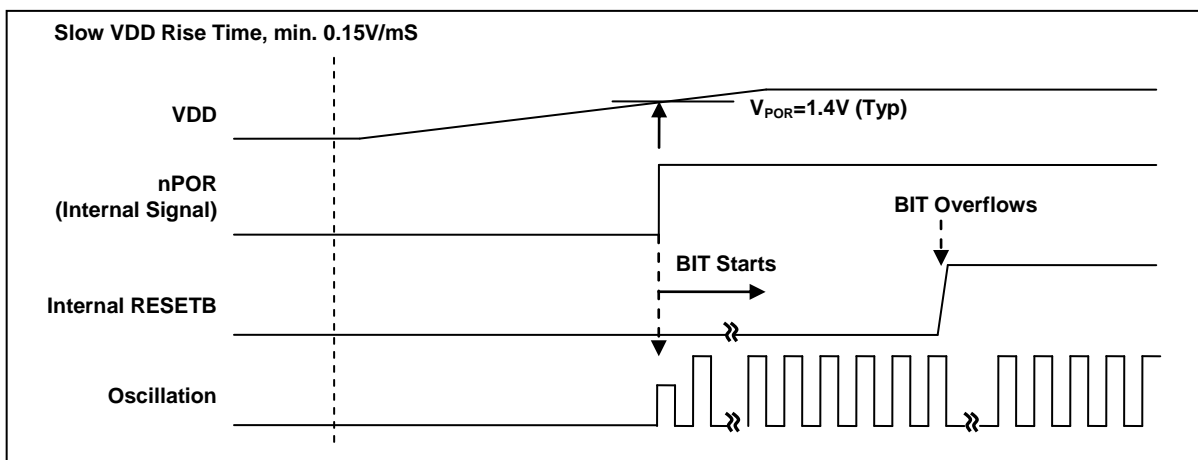 Slow VDD Rise Time, min. 0.15V/mS
VDD
VPOR=1.4V (Typ)
nPOR
(Internal Signal)
BIT Overflows
BIT Starts
Internal RESETB
Oscillation